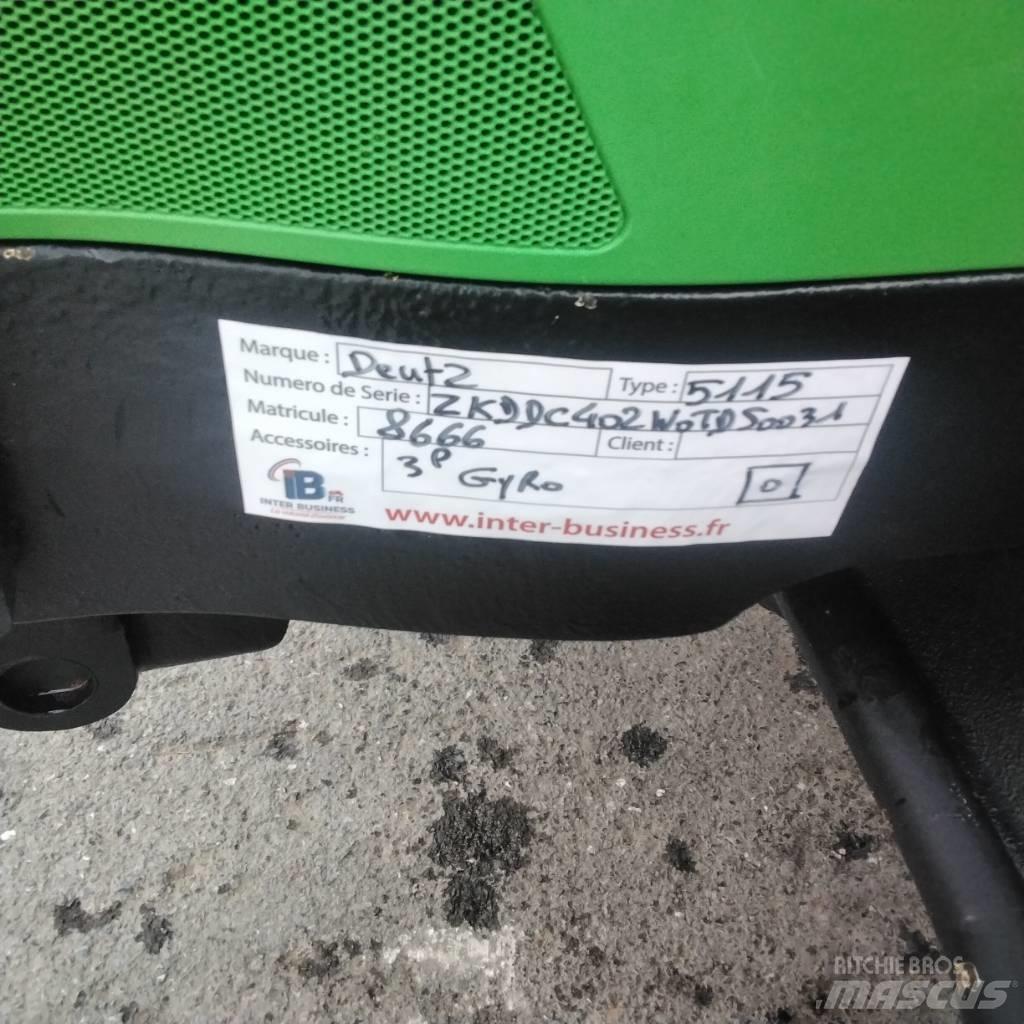 Marque : Deutz Type : 5115
Numero de Serie : ZKDDC402W0TD50031
Matricule : 8666 Client :
Accessoires : 3P Gyro
IB.FR
INTER BUSINESS
www.inter-business.fr
RITCHIE BROS
MASCUS